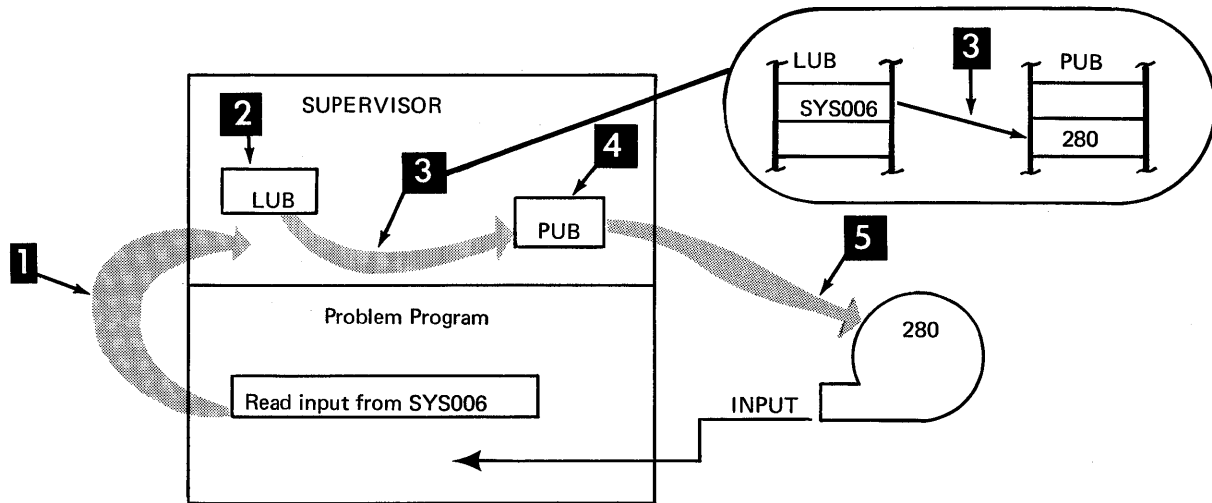 LUB
3
PUB
SYS006
280
SUPERVISOR
2
LUB
3
4
PUB
1
5
Problem Program
280
Read input from SYS006
INPUT